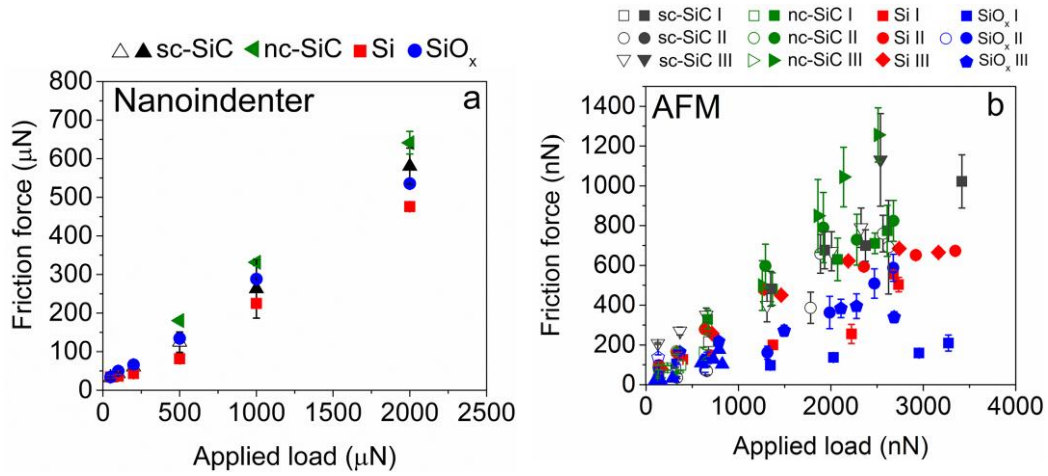 sc-SiC nc-SiC Si SiOx
Nanoindenter a
Friction force (µN)
800
700
600
500
400
300
200
100
0
0 500 1000 1500 2000 2500
Applied load (µN)
sc-SiC I nc-SiC I Si I SiOx I
sc-SiC II nc-SiC II Si II SiOx II
sc-SiC III nc-SiC III Si III SiOx III
AFM b
Friction force (nN)
1400
1200
1000
800
600
400
200
0
0 1000 2000 3000 4000
Applied load (nN)